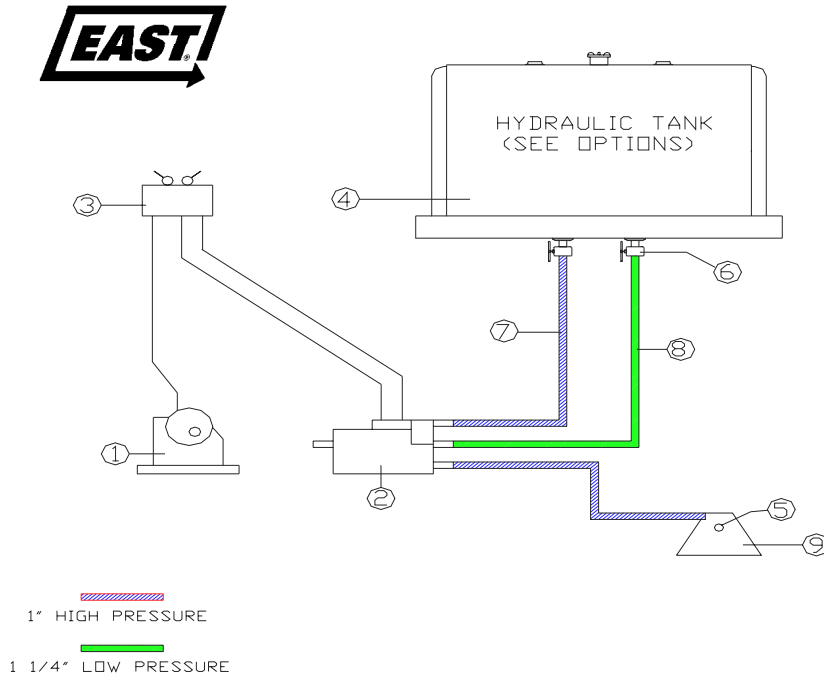 EAST®
HYDRAULIC TANK
(SEE OPTIONS)
3
4
6
7
8
1
2
5
9
1" HIGH PRESSURE
1 1/4" LOW PRESSURE